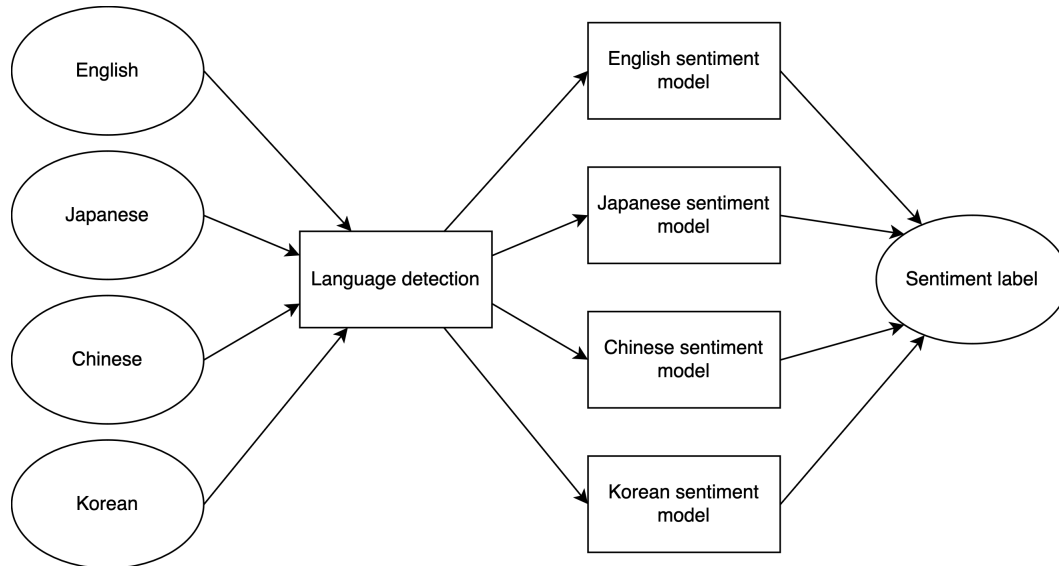 English
Japanese
Chinese
Korean
Language detection
English sentiment
model
Japanese sentiment
model
Chinese sentiment
model
Korean sentiment
model
Sentiment label